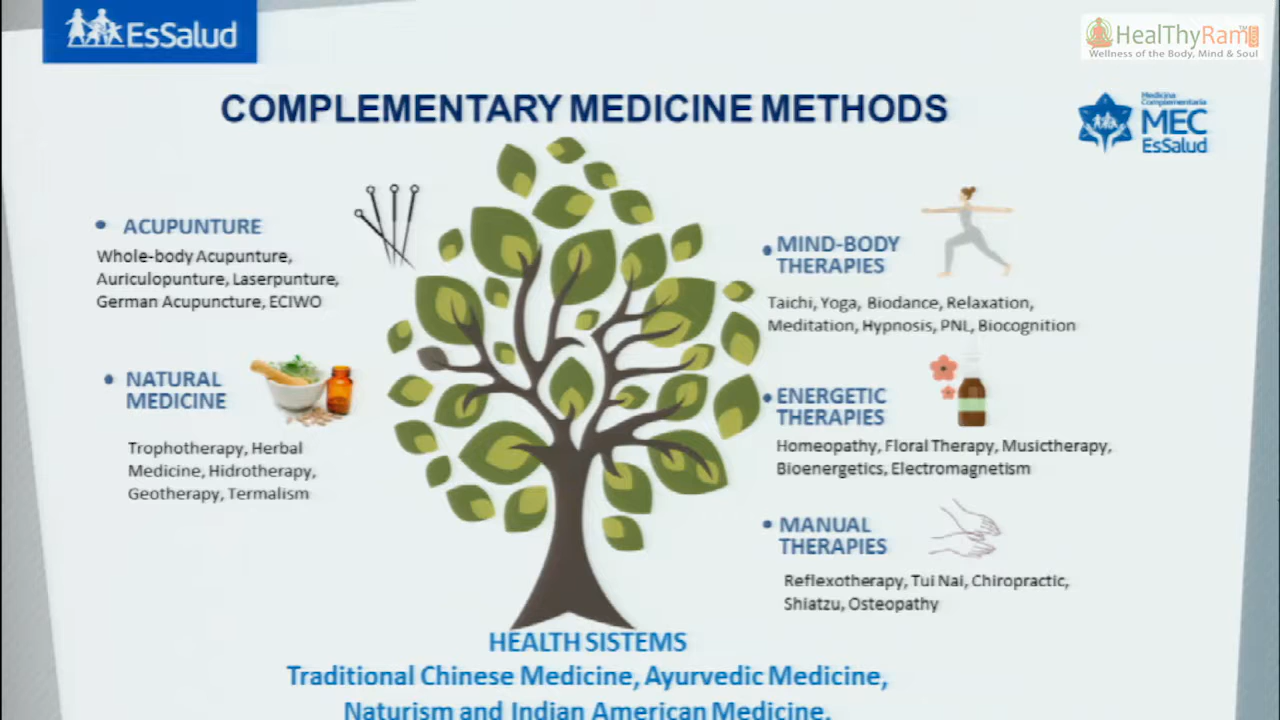 EsSalud
HealThyRam
Wellness of the Body, Mind & Soul
COMPLEMENTARY MEDICINE METHODS
Medicina
Complementaria
MEC
EsSalud
• ACUPUNTURE
Whole-body Acupunture,
Auriculopunture, Laserpunture,
German Acupuncture, ECIWO
• NATURAL
MEDICINE
Trophotherapy, Herbal
Medicine, Hidrotherapy,
Geotherapy, Termalism
• MIND-BODY
THERAPIES
Taichi, Yoga, Biodance, Relaxation,
Meditation, Hypnosis, PNL, Biocognition
• ENERGETIC
THERAPIES
Homeopathy, Floral Therapy, Musictherapy,
Bioenergetics, Electromagnetism
• MANUAL
THERAPIES
Reflexotherapy, Tui Nai, Chiropractic,
Shiatzu, Osteopathy
HEALTH SISTEMS
Traditional Chinese Medicine, Ayurvedic Medicine,
Naturism and Indian American Medicine.